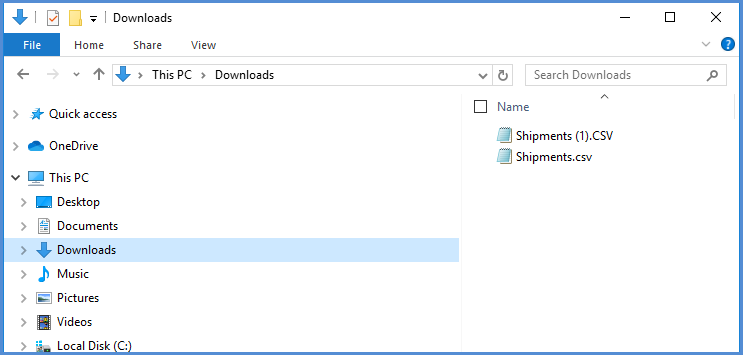 Downloads
File Home Share View
This PC Downloads Search Downloads
Quick access
OneDrive
This PC
Desktop
Documents
Downloads
Music
Pictures
Videos
Local Disk (C:)
Name
Shipments (1).CSV
Shipments.csv